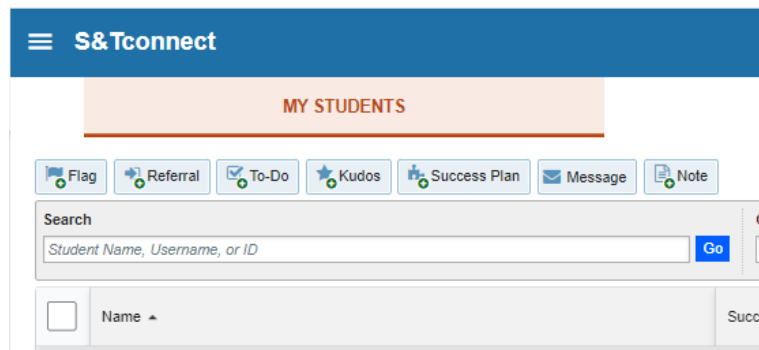 S&Tconnect
MY STUDENTS
Flag Referral To-Do Kudos Success Plan Message Note
Search
Student Name, Username, or ID Go
Name